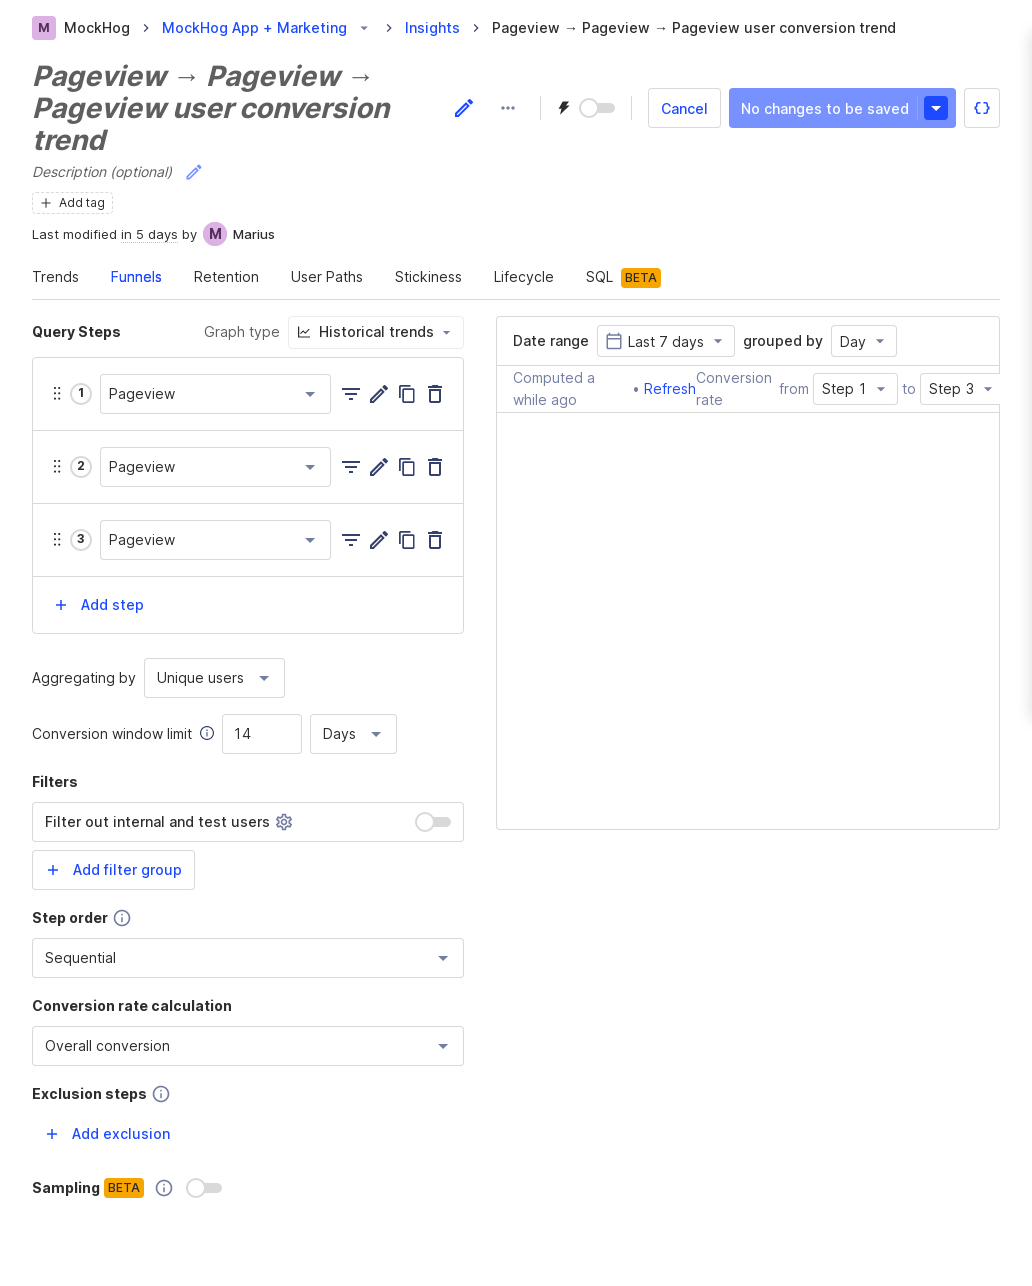 M MockHog > MockHog App + Marketing > Insights > Pageview → Pageview → Pageview user conversion trend
Pageview → Pageview →
Pageview user conversion
trend
Cancel
No changes to be saved
Description (optional)
+ Add tag
Last modified in 5 days by M Marius
Trends Funnels Retention User Paths Stickiness Lifecycle SQL BETA
Query Steps Graph type Historical trends
1 Pageview
2 Pageview
3 Pageview
+ Add step
Aggregating by Unique users
Conversion window limit 14 Days
Filters
Filter out internal and test users
+ Add filter group
Step order
Sequential
Conversion rate calculation
Overall conversion
Exclusion steps
+ Add exclusion
Sampling BETA
Date range Last 7 days grouped by Day
Computed a
while ago
• Refresh
Conversion
rate
from Step 1 to Step 3